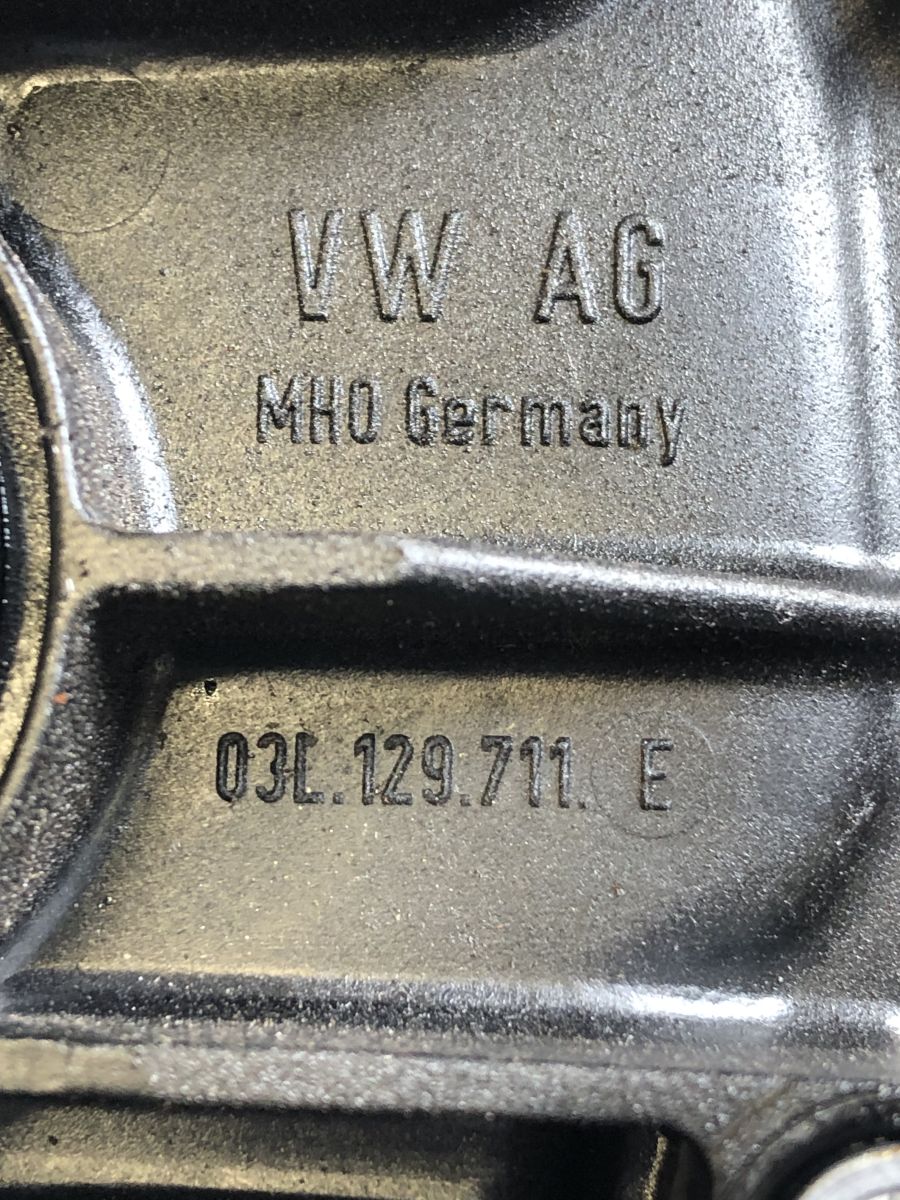 VW AG
MHO Germany
03L.129.711. E